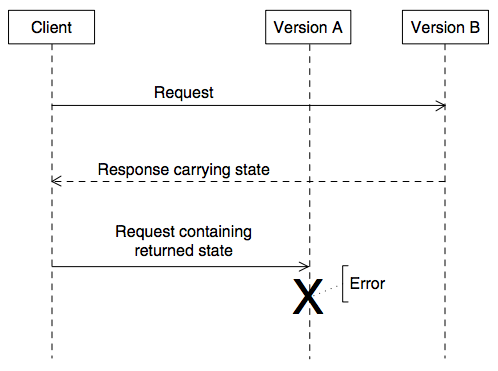 Client
Version A
Version B
Request
Response carrying state
Request containing
returned state
X
Error